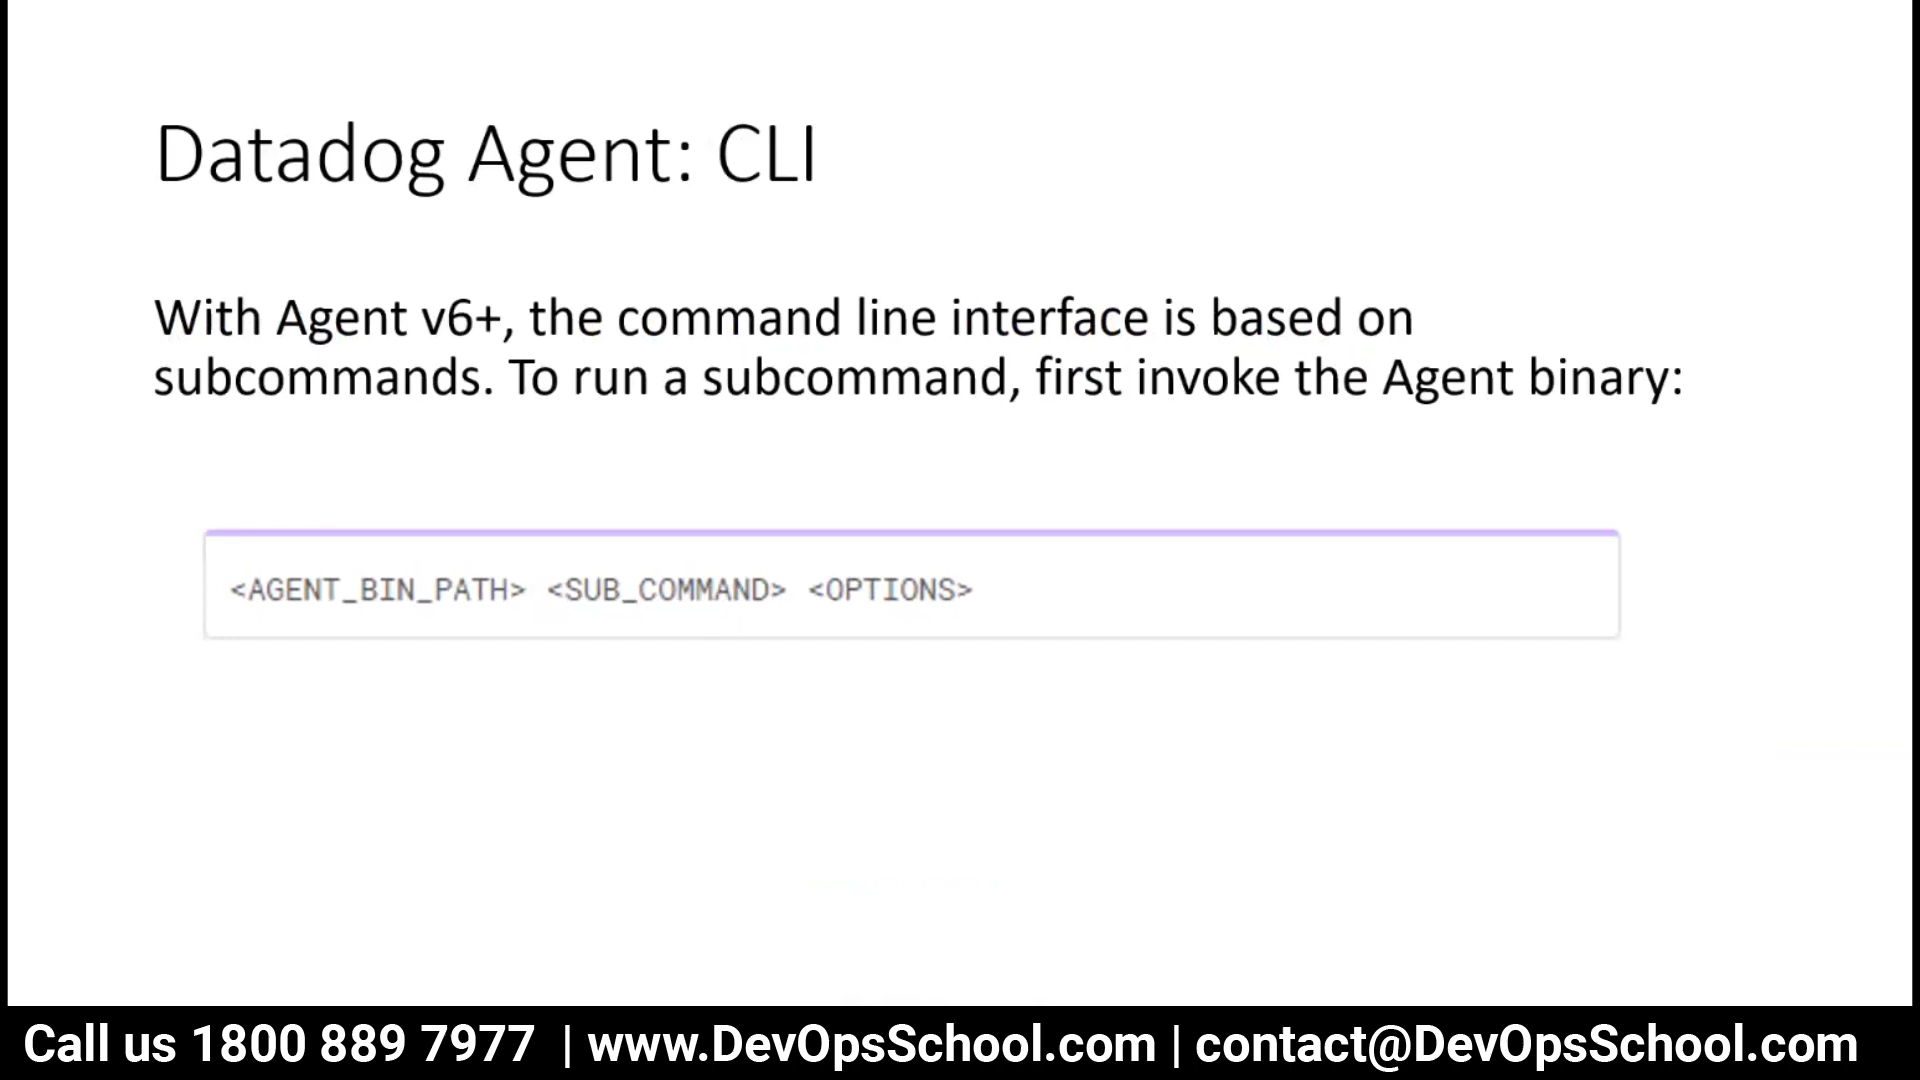 Datadog Agent: CLI
With Agent v6+, the command line interface is based on
subcommands. To run a subcommand, first invoke the Agent binary:
<AGENT_BIN_PATH> <SUB_COMMAND> <OPTIONS>
Call us 1800 889 7977 | www.DevOpsSchool.com | contact@DevOpsSchool.com